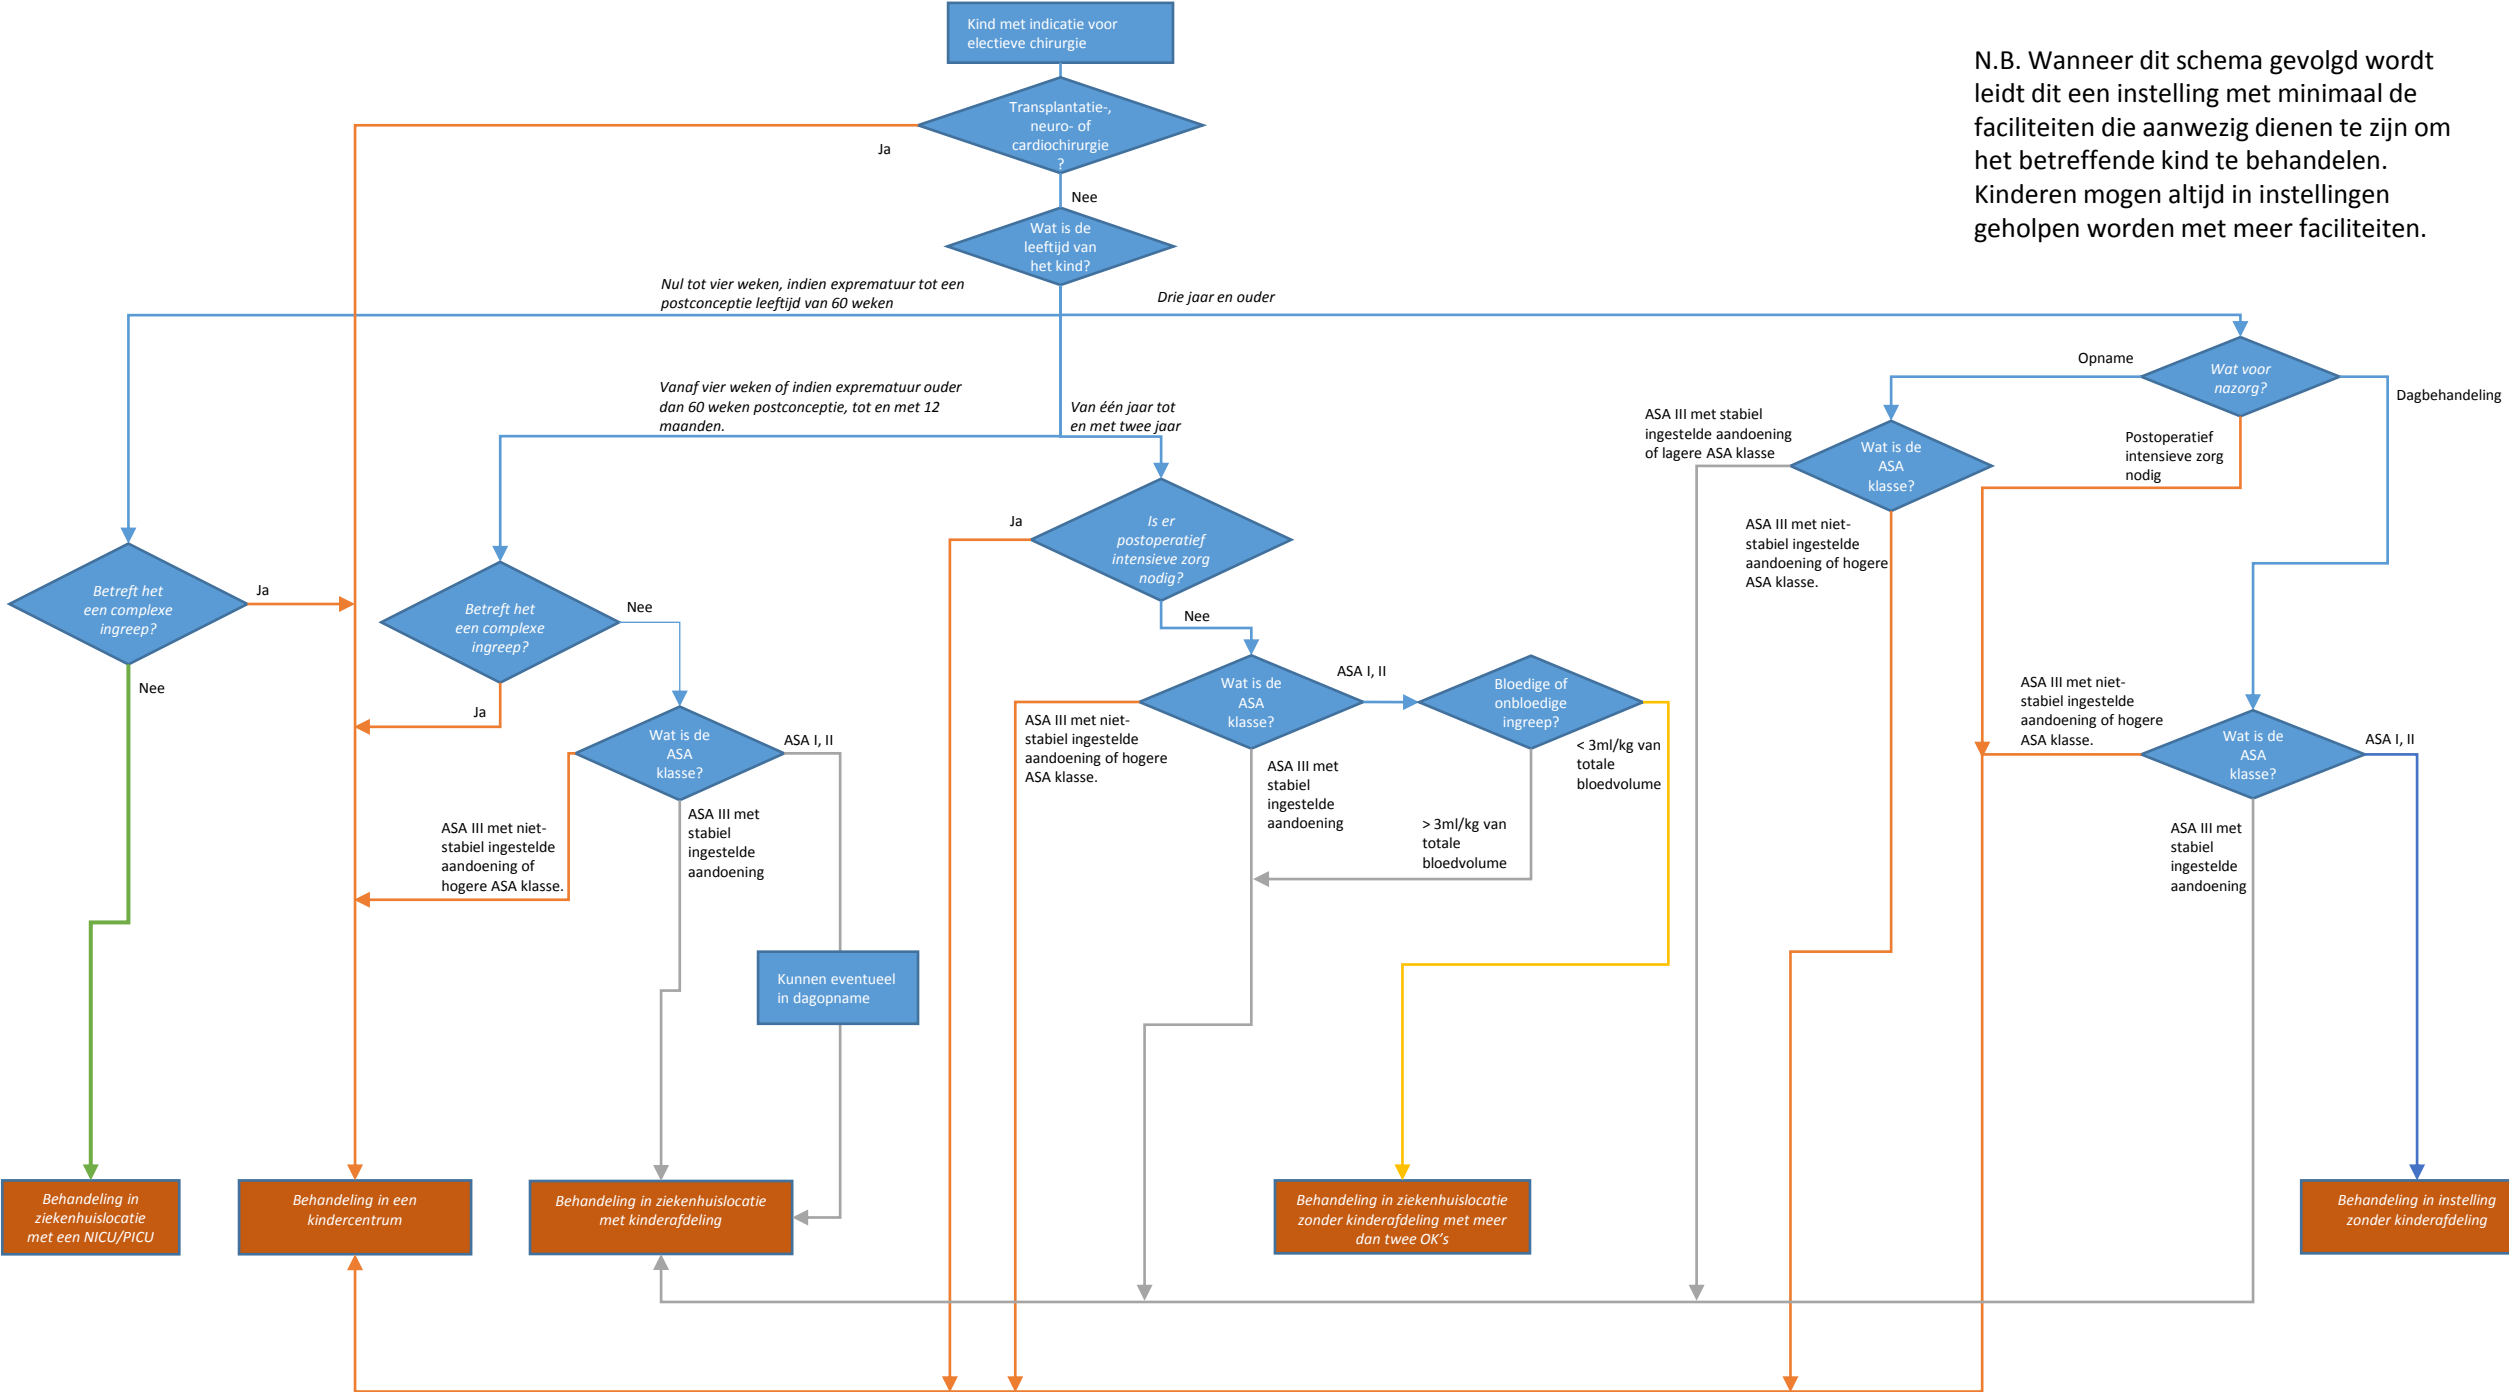 Kind met indicatie voor
electieve chirurgie
N.B. Wanneer dit schema gevolgd wordt
leidt dit een instelling met minimaal de
faciliteiten die aanwezig dienen te zijn om
het betreffende kind te behandelen.
Kinderen mogen altijd in instellingen
geholpen worden met meer faciliteiten.
Transplantatie-,
neuro- of
cardiochirurgie
?
Ja
Nee
Wat is de
leeftijd van
het kind?
Nul tot vier weken, indien exprematuur tot een
postconceptie leeftijd van 60 weken
Drie jaar en ouder
Vanaf vier weken of indien exprematuur ouder
dan 60 weken postconceptie, tot en met 12
maanden.
Van één jaar tot
en met twee jaar
Opname
Wat voor
nazorg?
Dagbehandeling
Postoperatief
intensieve zorg
nodig
ASA III met stabiel
ingestelde aandoening
of lagere ASA klasse
Wat is de
ASA
klasse?
ASA III met niet-
stabiel ingestelde
aandoening of hogere
ASA klasse.
Ja
Is er
postoperatief
intensieve zorg
nodig?
Nee
Betreft het
een complexe
ingreep?
Ja
Nee
Betreft het
een complexe
ingreep?
Nee
Ja
Wat is de
ASA
klasse?
ASA I, II
ASA III met niet-
stabiel ingestelde
aandoening of
hogere ASA klasse.
ASA III met
stabiel
ingestelde
aandoening
Kunnen eventueel
in dagopname
Wat is de
ASA
klasse?
ASA I, II
ASA III met niet-
stabiel ingestelde
aandoening of hogere
ASA klasse.
ASA III met
stabiel
ingestelde
aandoening
Bloedige of
onbloedige
ingreep?
< 3ml/kg van
totale
bloedvolume
> 3ml/kg van
totale
bloedvolume
ASA III met niet-
stabiel ingestelde
aandoening of hogere
ASA klasse.
Wat is de
ASA
klasse?
ASA I, II
ASA III met
stabiel
ingestelde
aandoening
Behandeling in
ziekenhuislocatie
met een NICU/PICU
Behandeling in een
kindercentrum
Behandeling in ziekenhuislocatie
met kinderafdeling
Behandeling in ziekenhuislocatie
zonder kinderafdeling met meer
dan twee OK's
Behandeling in instelling
zonder kinderafdeling